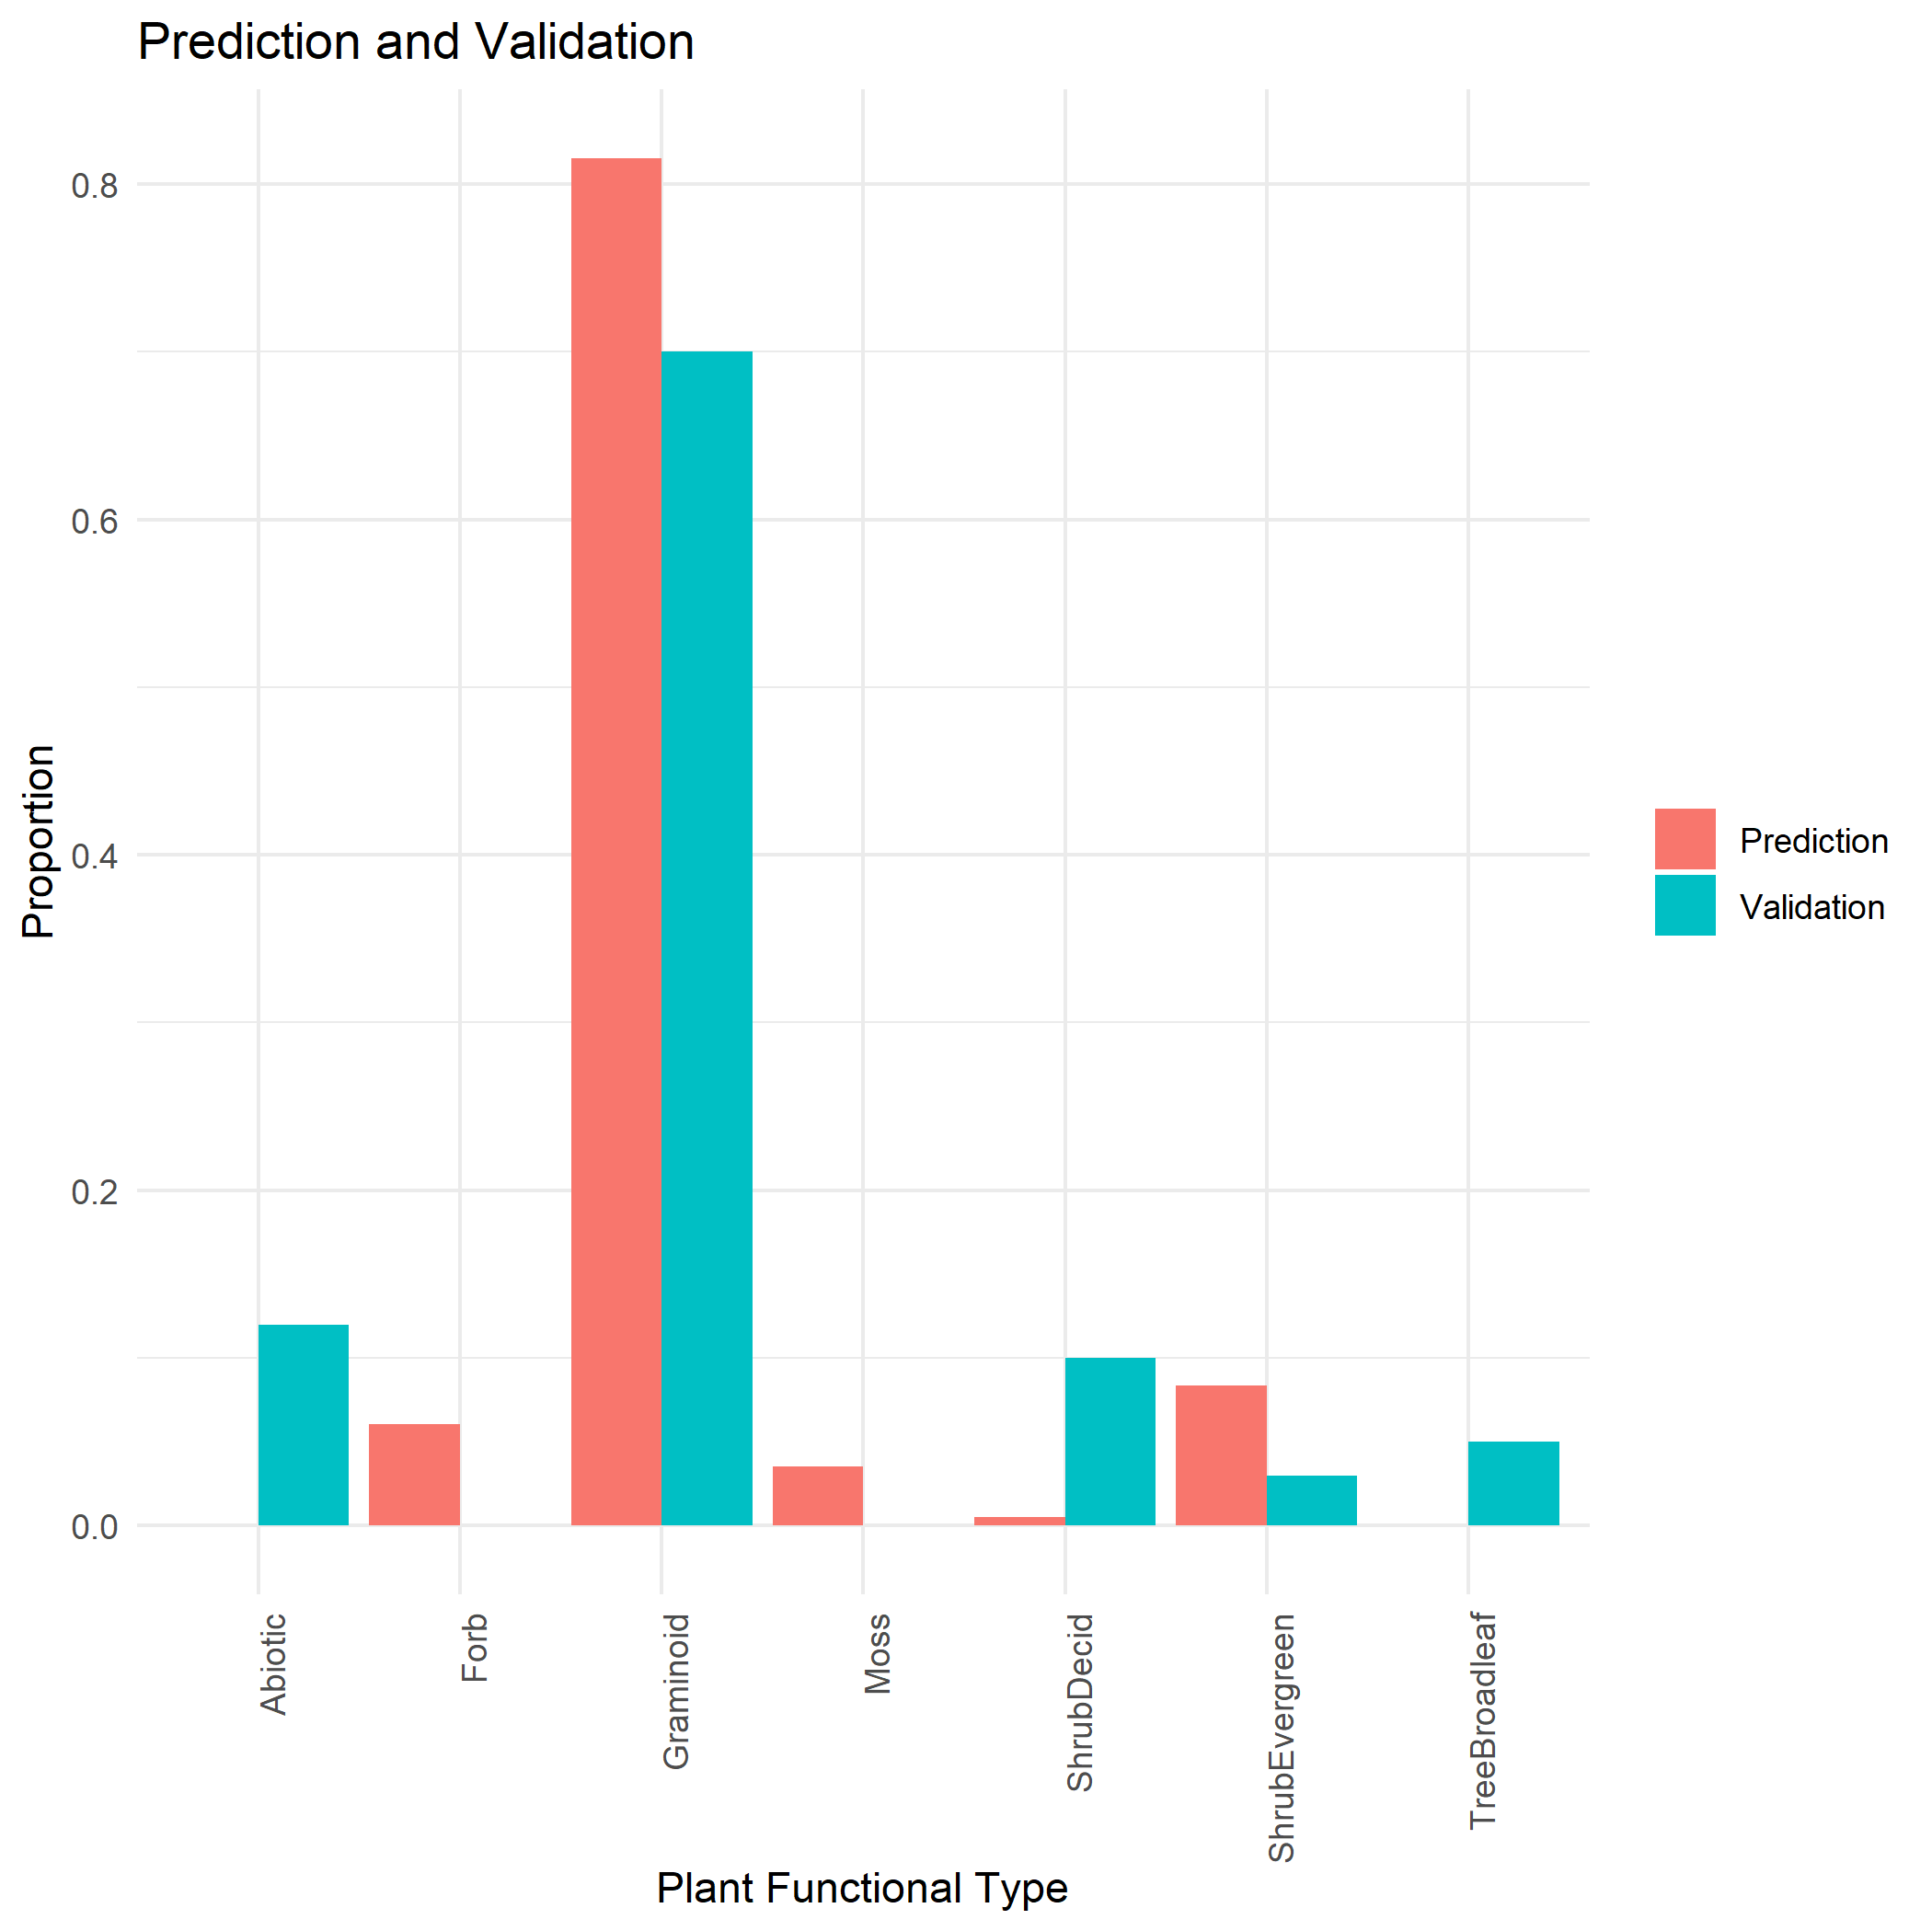 Prediction and Validation
Proportion
0.8
0.6
0.4
0.2
0.0
Abiotic
Forb
Graminoid
Moss
ShrubDecid
ShrubEvergreen
TreeBroadleaf
Plant Functional Type
Prediction
Validation